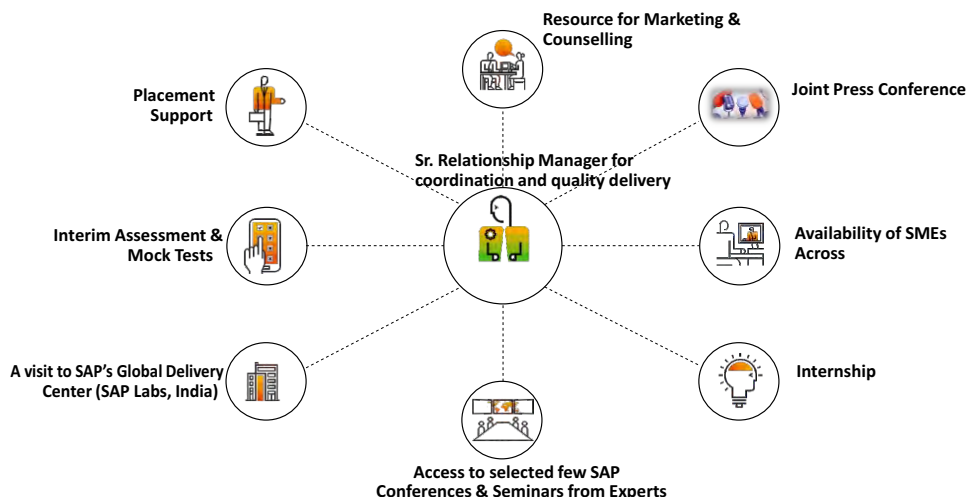 Resource for Marketing &
Counselling
Placement
Support
Joint Press Conference
Sr. Relationship Manager for
coordination and quality delivery
Interim Assessment &
Mock Tests
Availability of SMEs
Across
A visit to SAP’s Global Delivery
Center (SAP Labs, India)
Internship
Access to selected few SAP
Conferences & Seminars from Experts